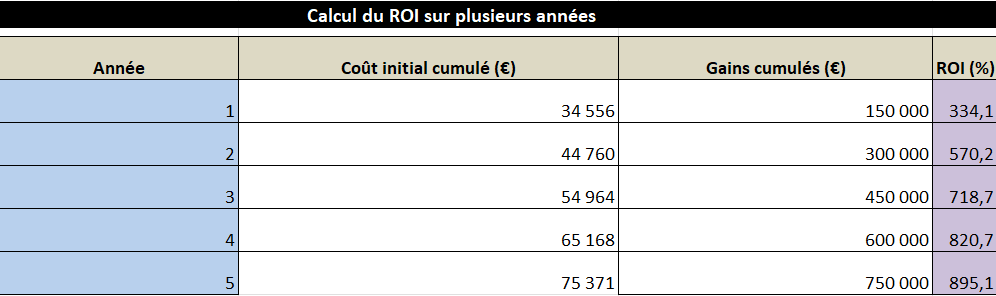 Calcul du ROI sur plusieurs années
Année Coût initial cumulé (€) Gains cumulés (€) ROI (%)
1 34 556 150 000 334,1
2 44 760 300 000 570,2
3 54 964 450 000 718,7
4 65 168 600 000 820,7
5 75 371 750 000 895,1